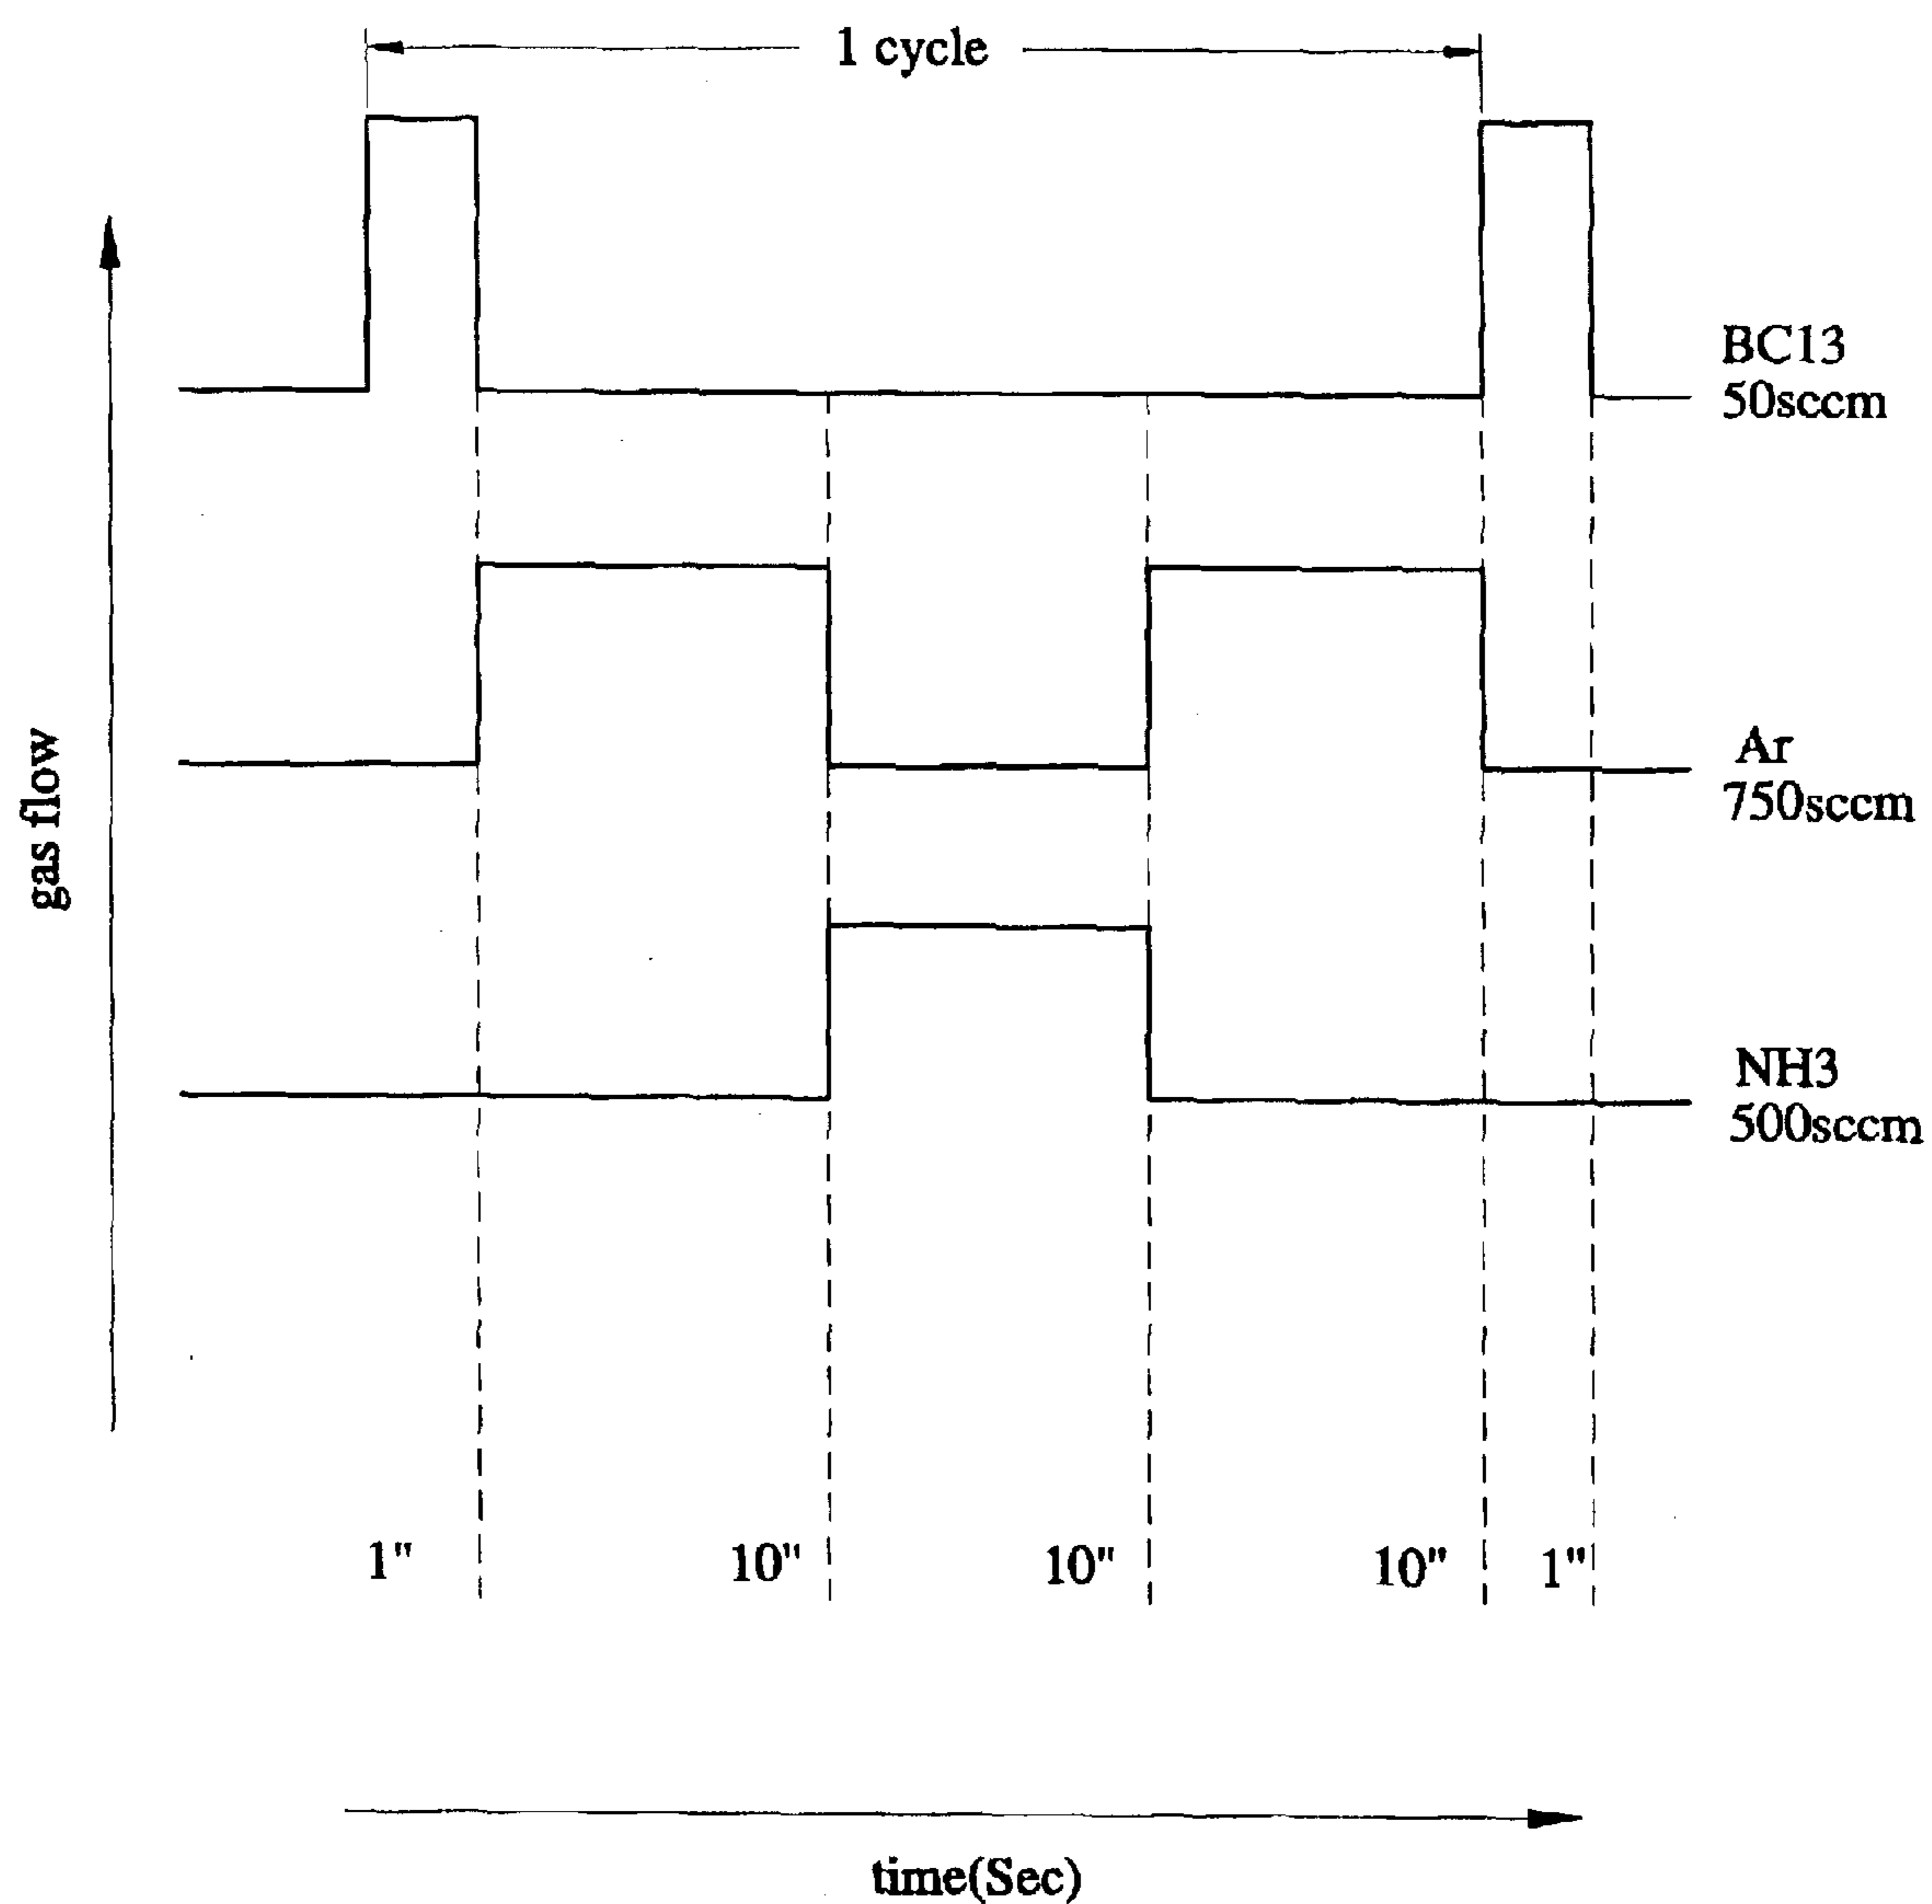 1 cycle
BC13
50sccm
Ar
750sccm
gas flow
NH3
500sccm
1" 10" 10" 10" 1"
time(Sec)